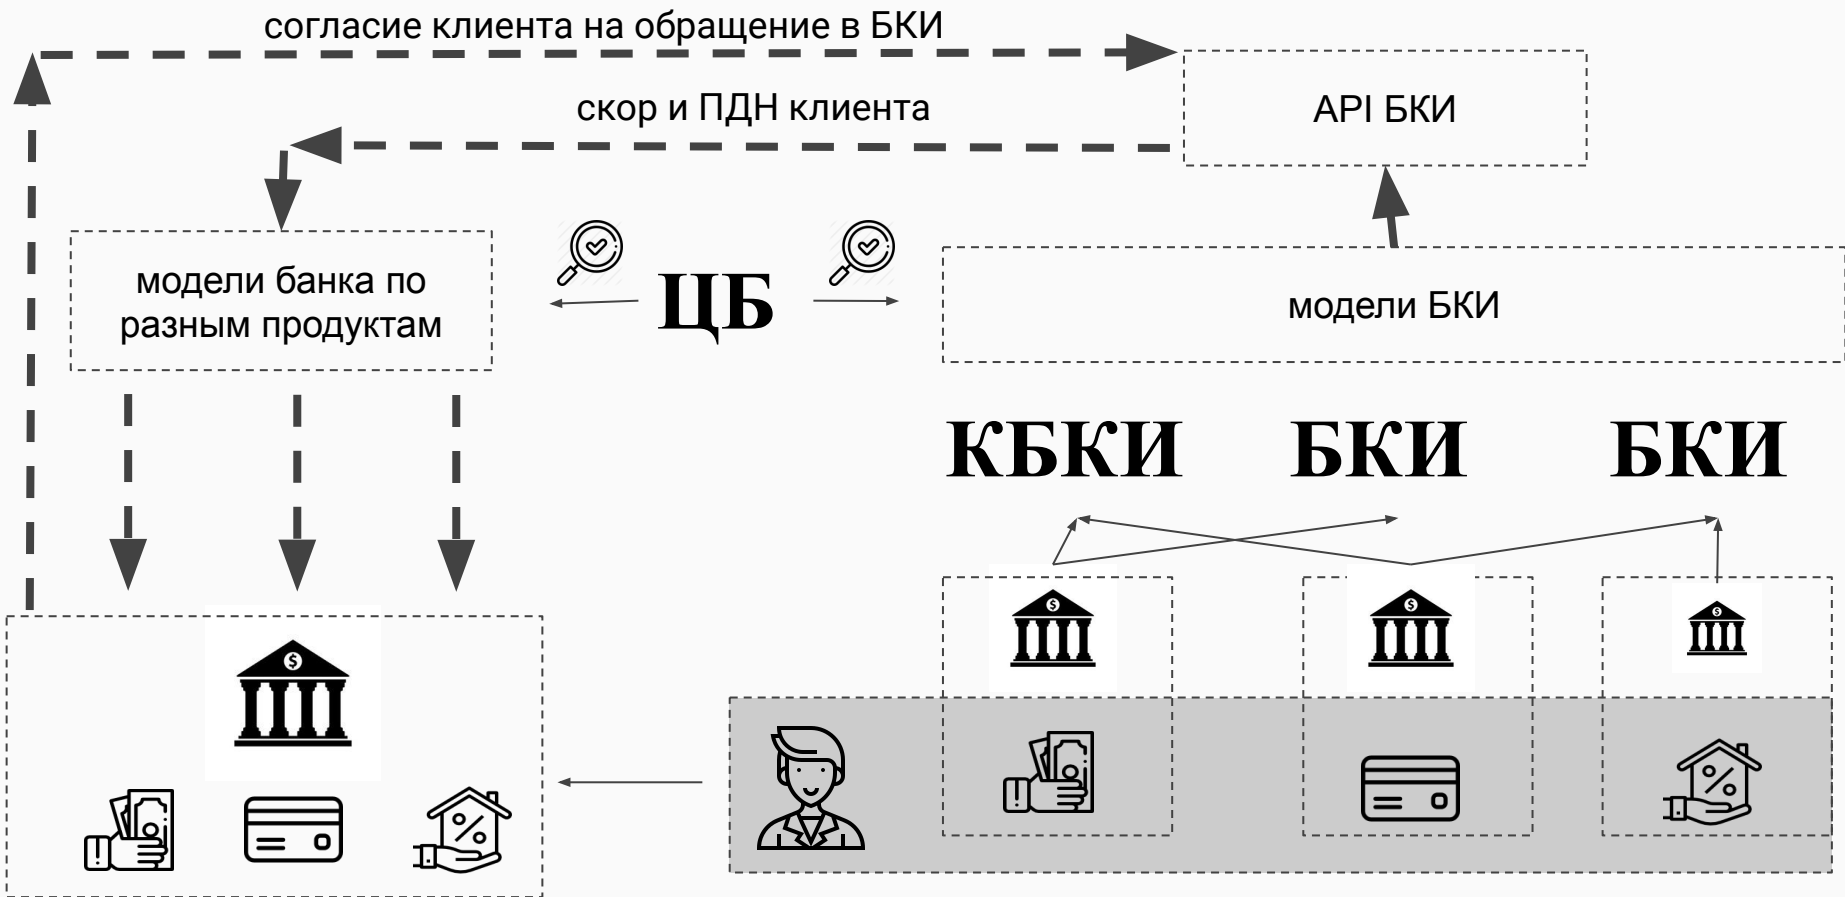 согласие клиента на обращение в БКИ
скор и ПДН клиента
API БКИ
модели банка по
разным продуктам
ЦБ
модели БКИ
КБКИ
БКИ
БКИ
$
$
$
$
%
%